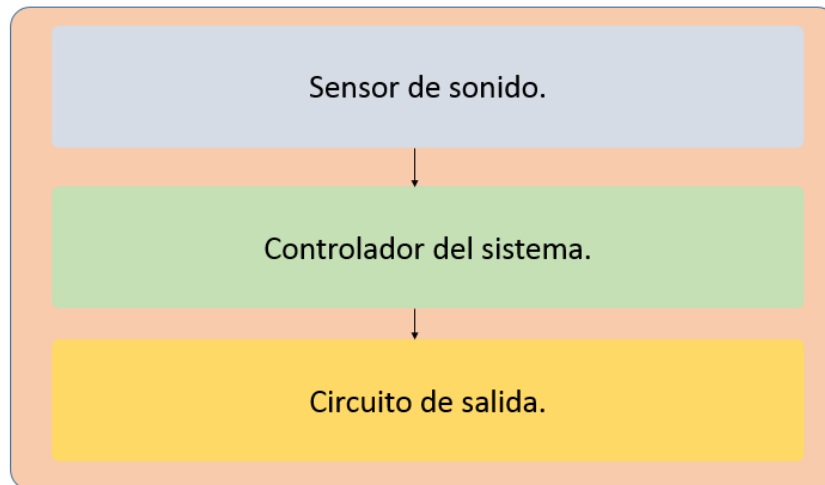 Sensor de sonido.
Controlador del sistema.
Circuito de salida.